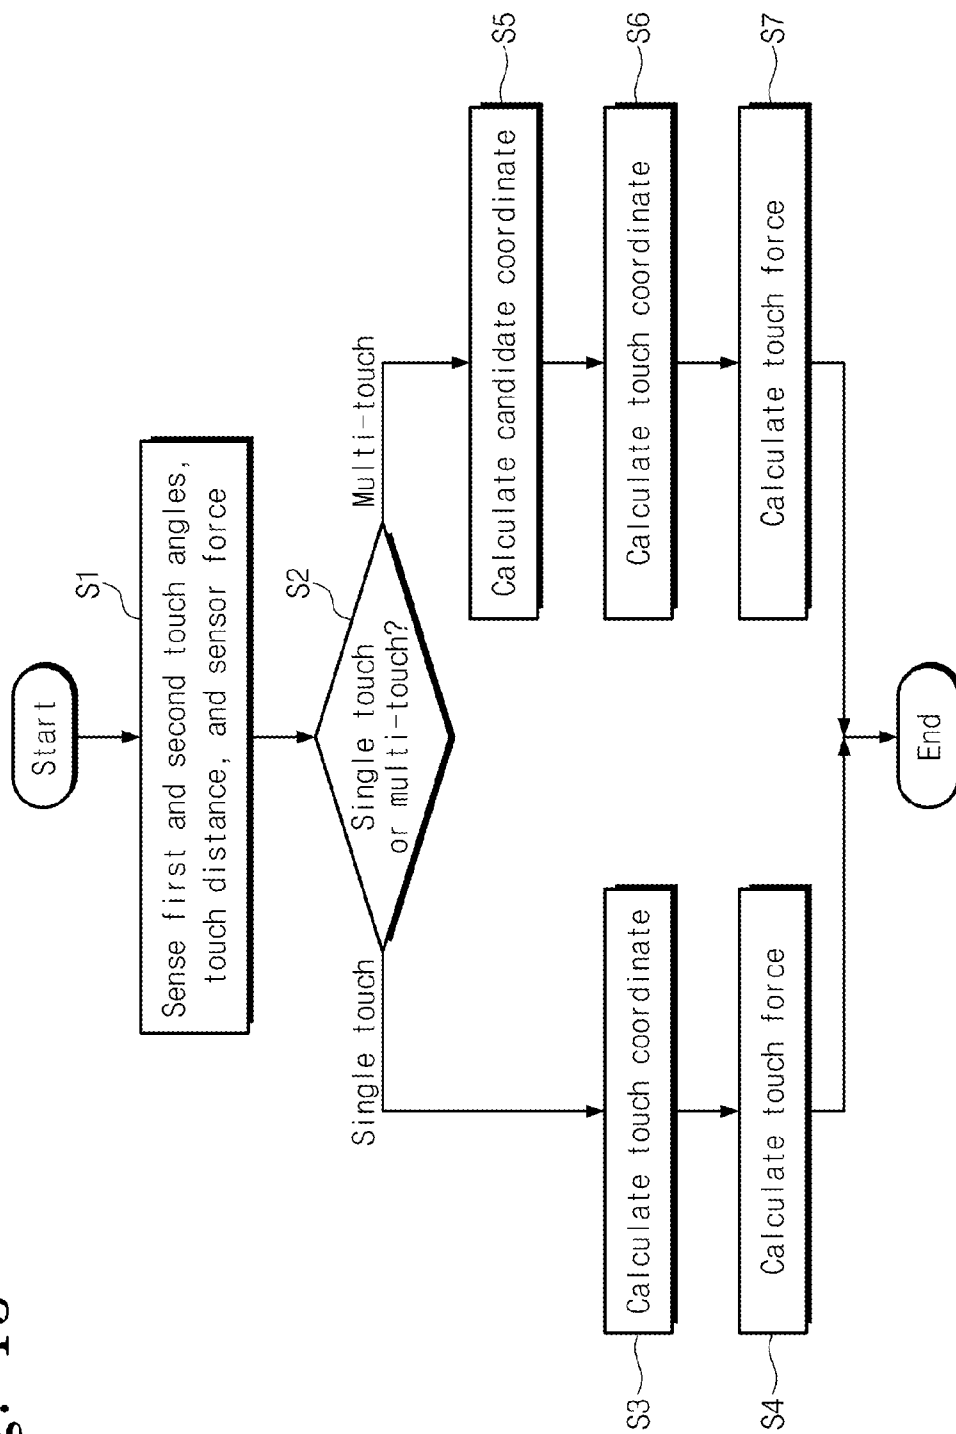 Start
S1
Sense first and second touch angles,
touch distance, and sensor force
S2
Single touch
or multi-touch?
Single touch
Multi-touch
S3
Calculate touch coordinate
S4
Calculate touch force
S5
Calculate candidate coordinate
S6
Calculate touch coordinate
S7
Calculate touch force
End